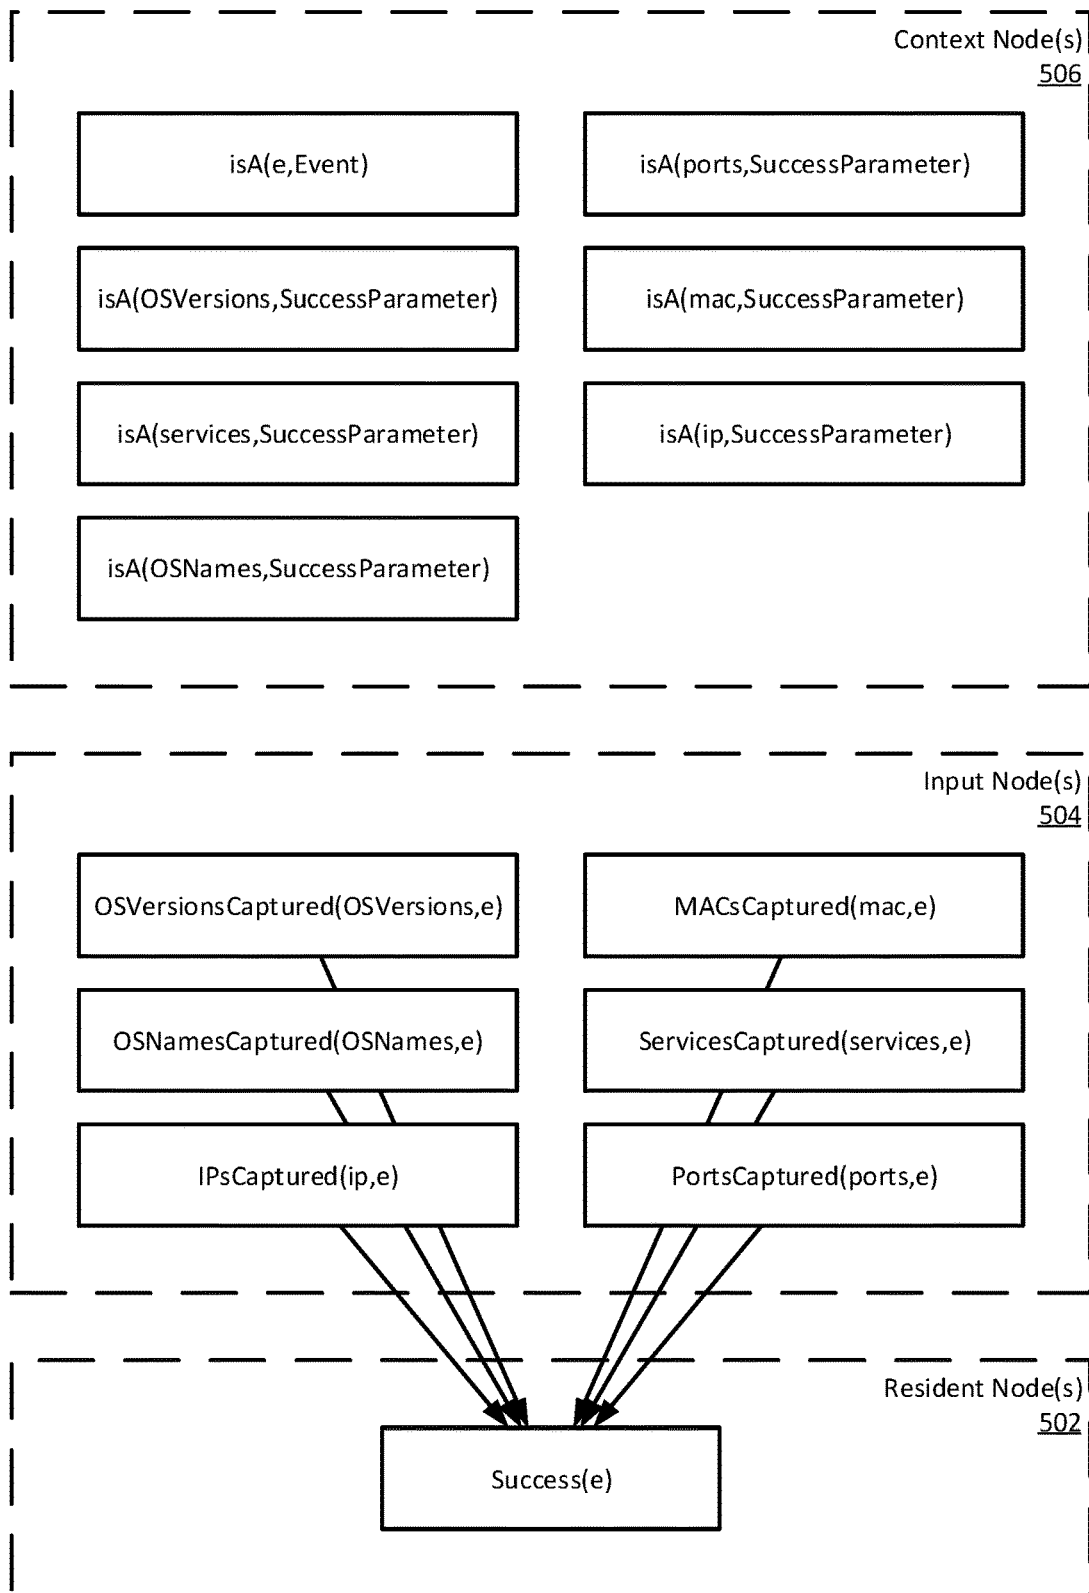 Context Node(s)
506
isA(e,Event)
isA(ports,SuccessParameter)
isA(OSVersions,SuccessParameter)
isA(mac,SuccessParameter)
isA(services,SuccessParameter)
isA(ip,SuccessParameter)
isA(OSNames,SuccessParameter)
Input Node(s)
504
OSVersionsCaptured(OSVersions,e)
MACsCaptured(mac,e)
OSNamesCaptured(OSNames,e)
ServicesCaptured(services,e)
IPsCaptured(ip,e)
PortsCaptured(ports,e)
Resident Node(s)
502
Success(e)